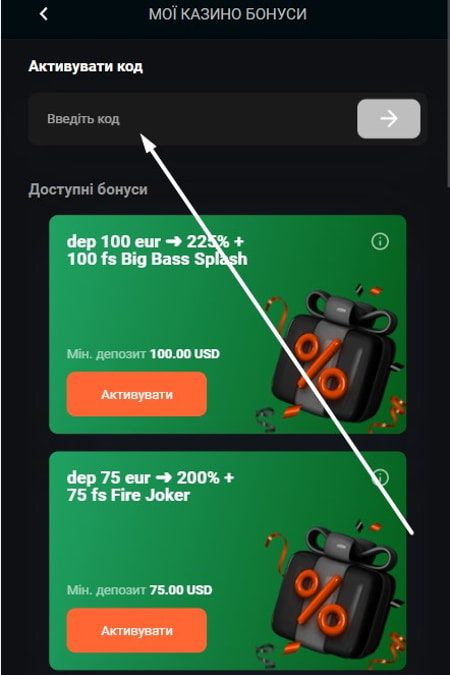 МОЇ КАЗИНО БОНУСИ
Активувати код
Введіть код
Доступні бонуси
dep 100 eur ➜ 225% +
100 fs Big Bass Splash
Мін. депозит 100.00 USD
Активувати
dep 75 eur ➜ 200% +
75 fs Fire Joker
Мін. депозит 75.00 USD
Активувати